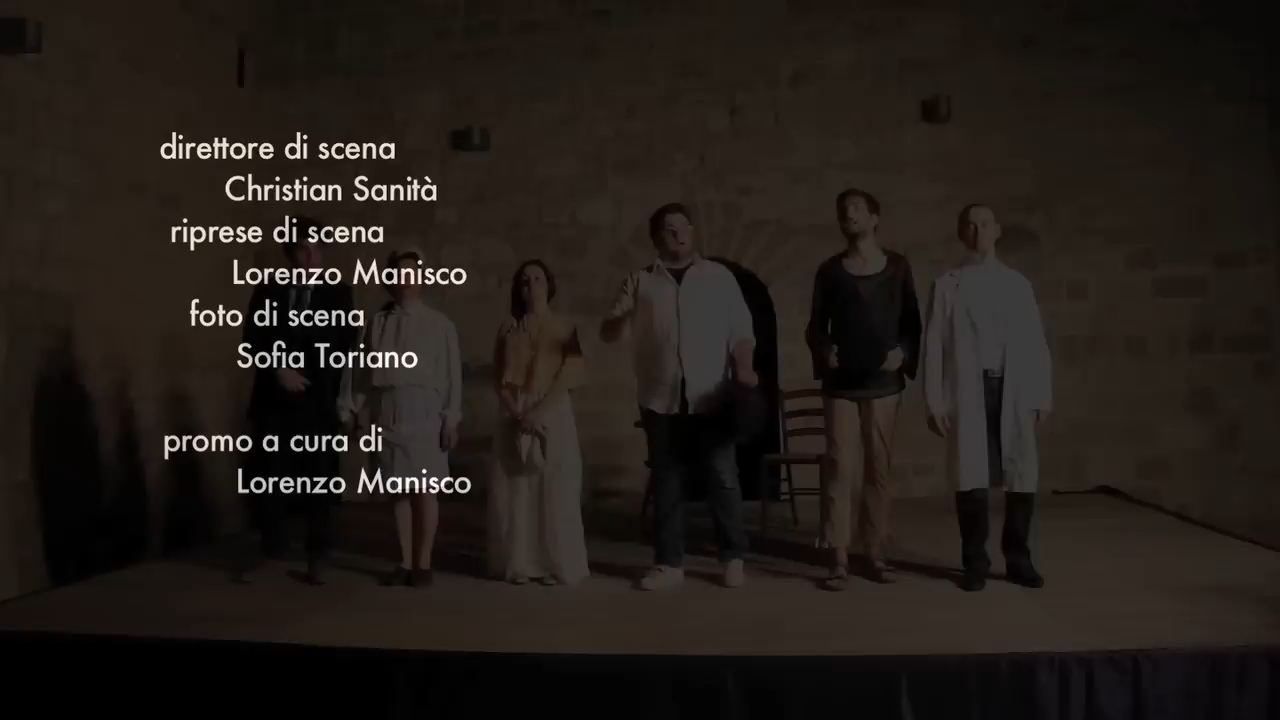 direttore di scena
Christian Sanità
riprese di scena
Lorenzo Manisco
foto di scena
Sofia Toriano
promo a cura di
Lorenzo Manisco